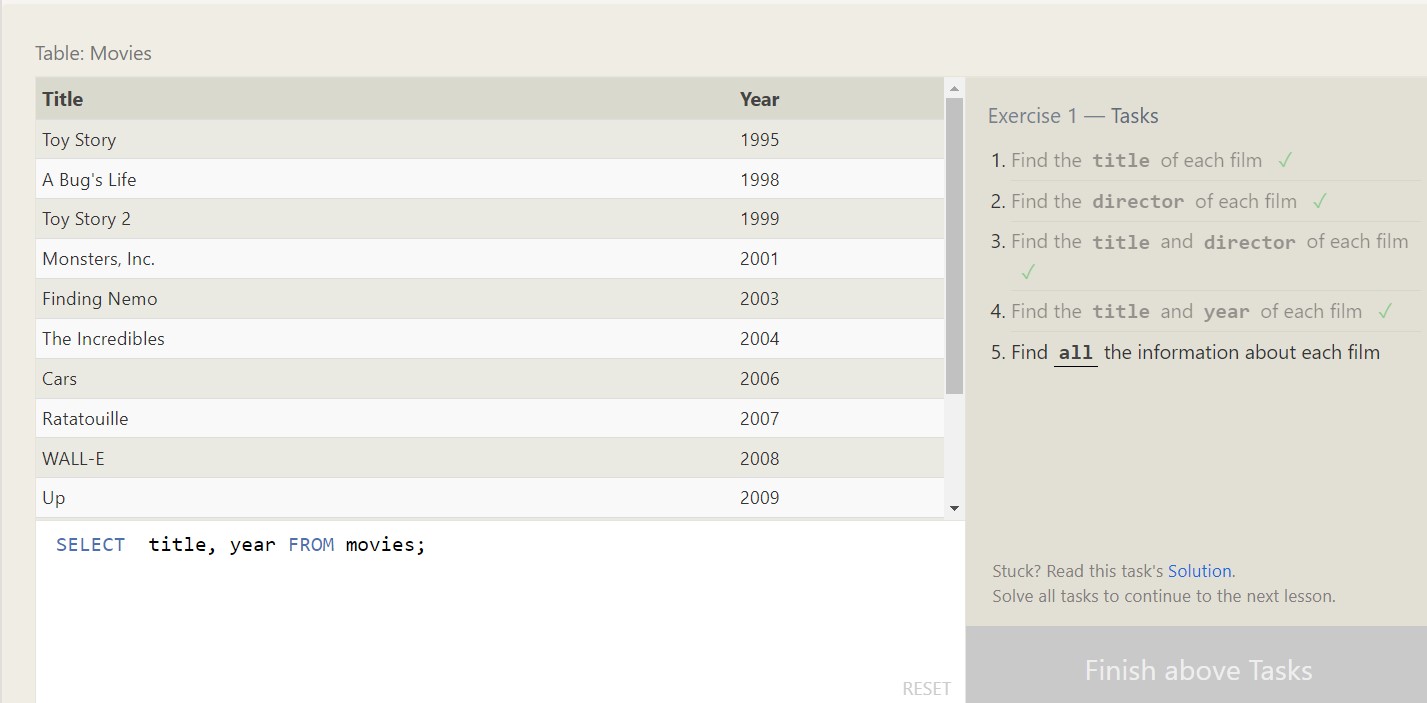 Table: Movies
Title Year
Toy Story 1995
A Bug's Life 1998
Toy Story 2 1999
Monsters, Inc. 2001
Finding Nemo 2003
The Incredibles 2004
Cars 2006
Ratatouille 2007
WALL-E 2008
Up 2009
SELECT title, year FROM movies;
RESET
Exercise 1 — Tasks
1. Find the title of each film ✓
2. Find the director of each film ✓
3. Find the title and director of each film
✓
4. Find the title and year of each film ✓
5. Find all the information about each film
Stuck? Read this task's Solution.
Solve all tasks to continue to the next lesson.
Finish above Tasks